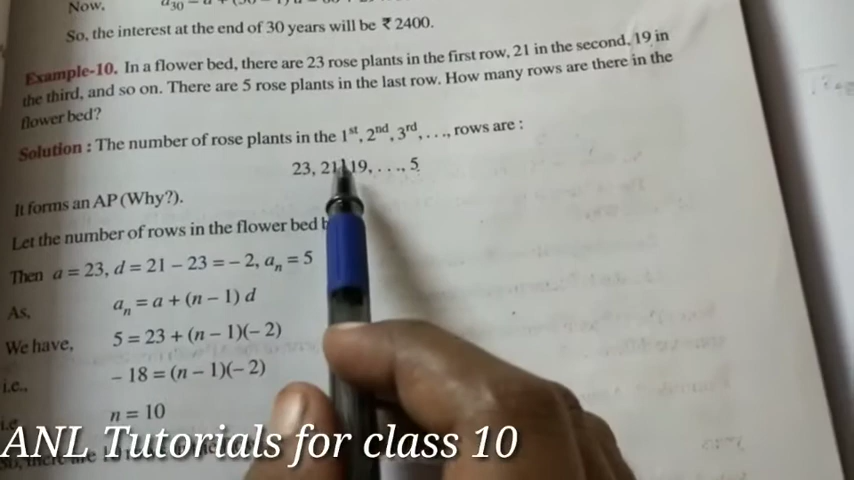 Now,
So, the interest at the end of 30 years will be ₹ 2400.
Example-10. In a flower bed, there are 23 rose plants in the first row, 21 in the second, 19 in
the third, and so on. There are 5 rose plants in the last row. How many rows are there in the
flower bed?
Solution : The number of rose plants in the 1st, 2nd, 3rd, . . ., rows are :
23, 21, 19, . . ., 5
It forms an AP (Why?).
Let the number of rows in the flower bed
Then a = 23, d = 21 − 23 = − 2, an = 5
As, an = a + (n − 1) d
We have, 5 = 23 + (n − 1)(− 2)
i.e., − 18 = (n − 1)(− 2)
i.e. n = 10
ANL Tutorials for class 10